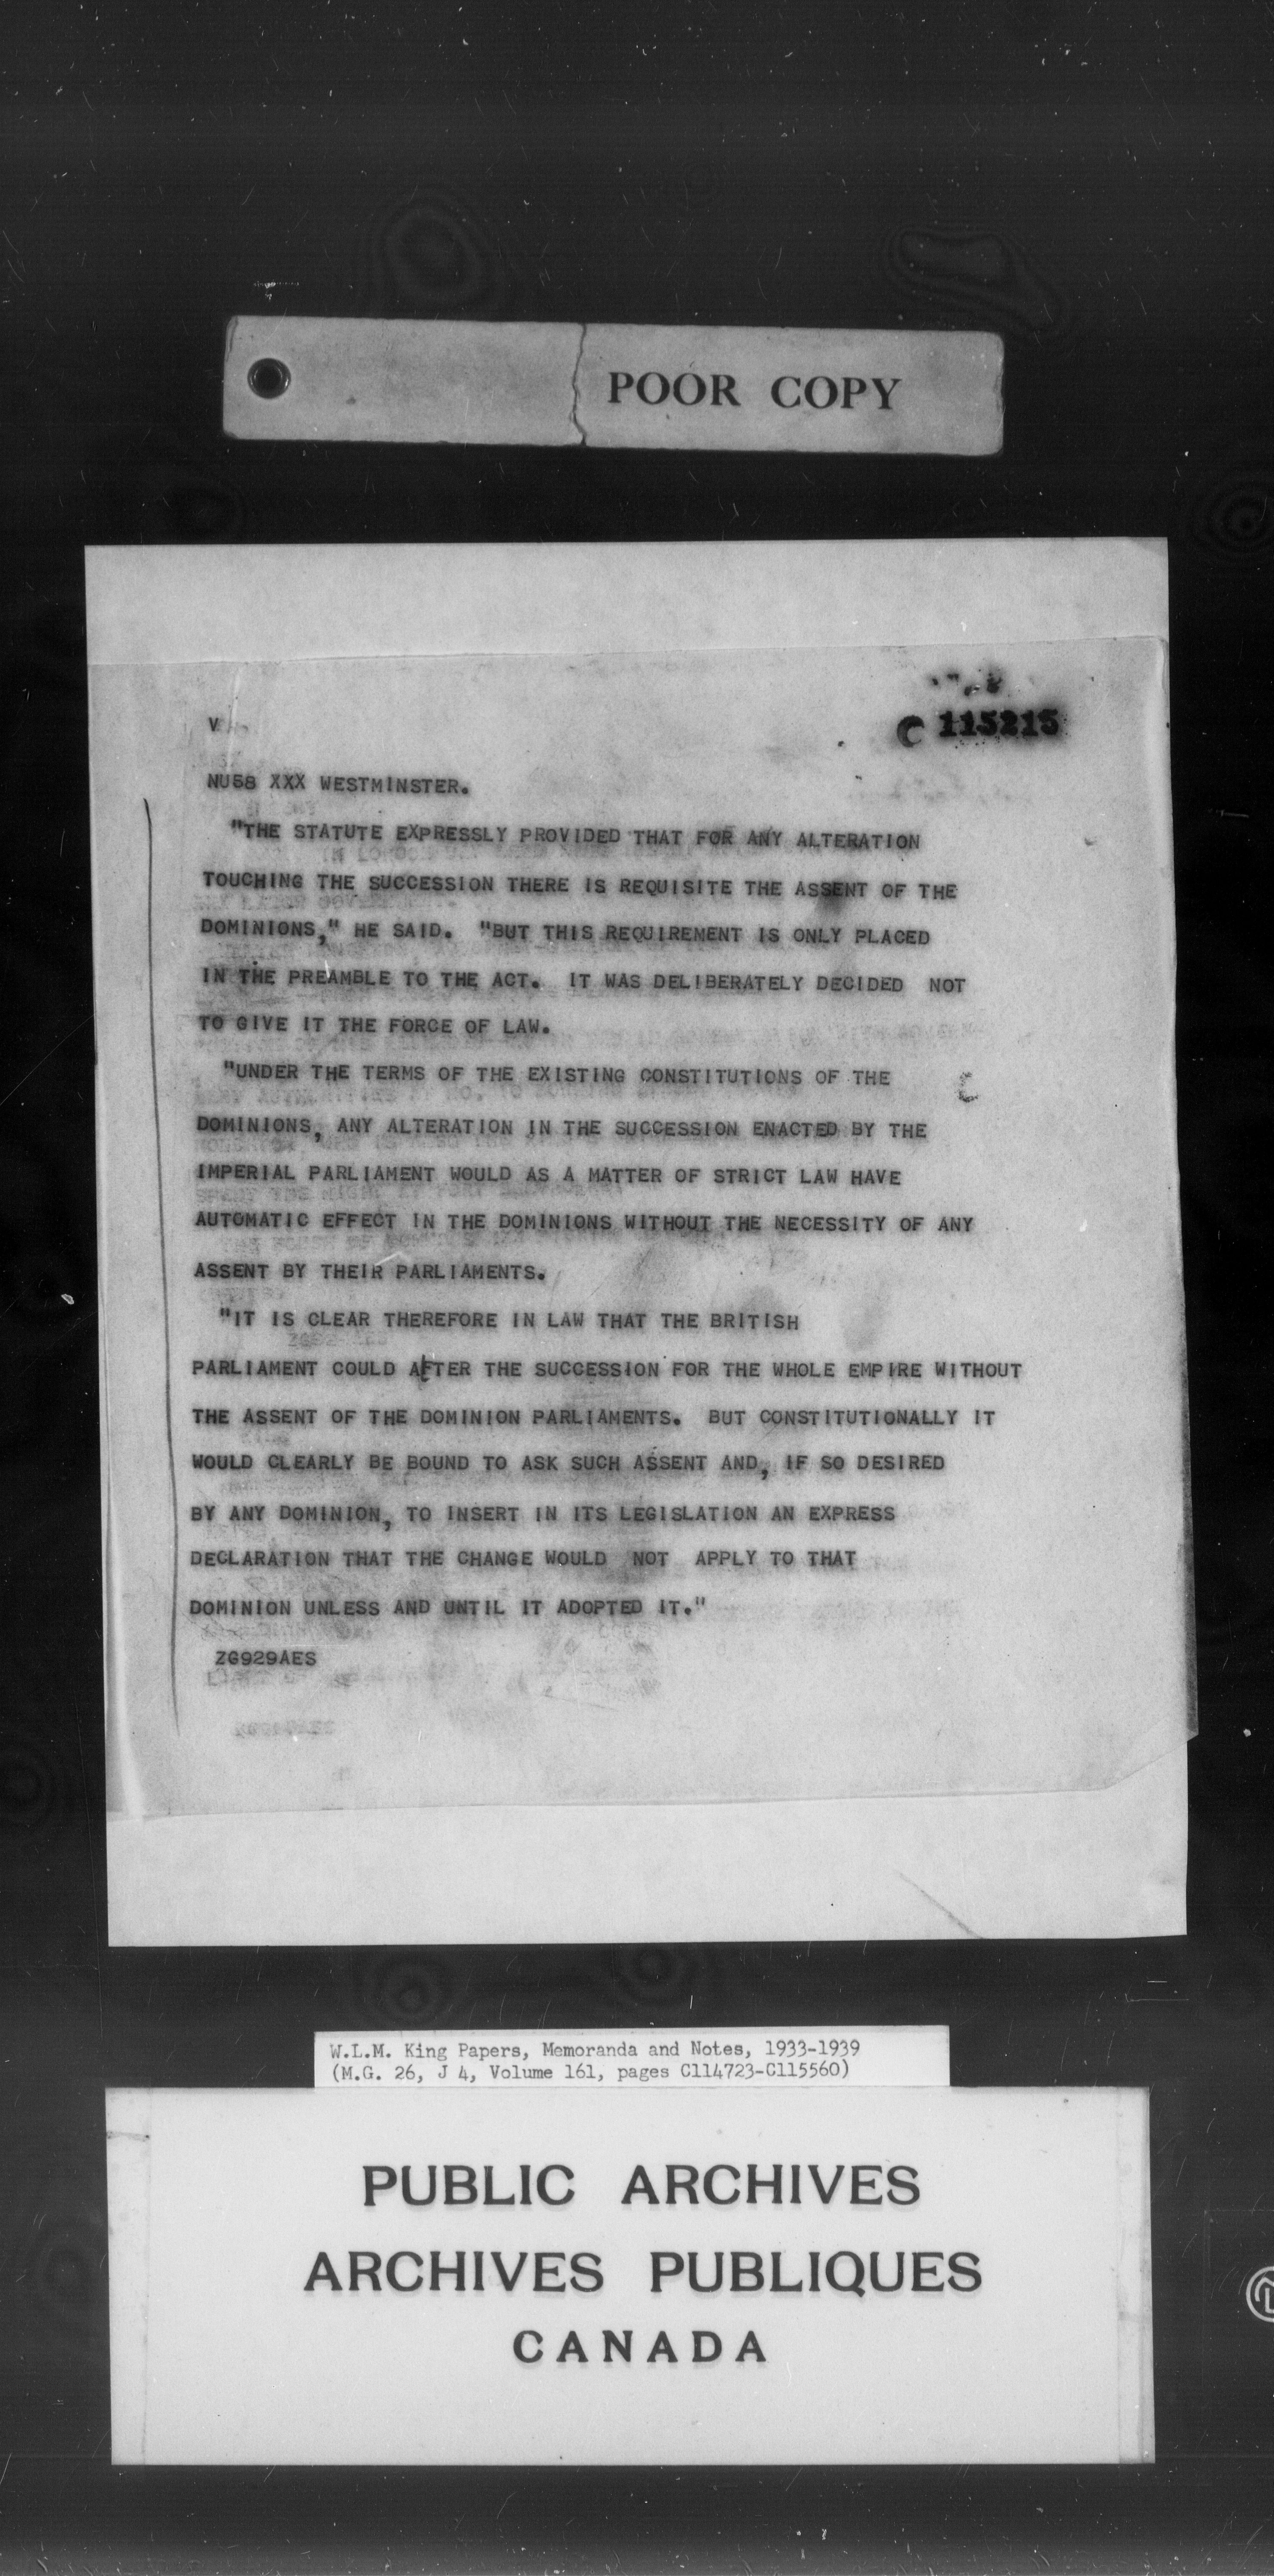 POOR COPY
C 115215
V
NU58 XXX WESTMINSTER.
"THE STATUTE EXPRESSLY PROVIDED THAT FOR ANY ALTERATION
TOUCHING THE SUCCESSION THERE IS REQUISITE THE ASSENT OF THE
DOMINIONS," HE SAID. "BUT THIS REQUIREMENT IS ONLY PLACED
IN THE PREAMBLE TO THE ACT. IT WAS DELIBERATELY DECIDED NOT
TO GIVE IT THE FORCE OF LAW.
"UNDER THE TERMS OF THE EXISTING CONSTITUTIONS OF THE
DOMINIONS, ANY ALTERATION IN THE SUCCESSION ENACTED BY THE
IMPERIAL PARLIAMENT WOULD AS A MATTER OF STRICT LAW HAVE
AUTOMATIC EFFECT IN THE DOMINIONS WITHOUT THE NECESSITY OF ANY
ASSENT BY THEIR PARLIAMENTS.
"IT IS CLEAR THEREFORE IN LAW THAT THE BRITISH
PARLIAMENT COULD ALTER THE SUCCESSION FOR THE WHOLE EMPIRE WITHOUT
THE ASSENT OF THE DOMINION PARLIAMENTS. BUT CONSTITUTIONALLY IT
WOULD CLEARLY BE BOUND TO ASK SUCH ASSENT AND, IF SO DESIRED
BY ANY DOMINION, TO INSERT IN ITS LEGISLATION AN EXPRESS
DECLARATION THAT THE CHANGE WOULD NOT APPLY TO THAT
DOMINION UNLESS AND UNTIL IT ADOPTED IT."
ZG929AES
W.L.M. King Papers, Memoranda and Notes, 1933-1939
(M.G. 26, J 4, Volume 161, pages C114723-C115560)
PUBLIC ARCHIVES
ARCHIVES PUBLIQUES
CANADA